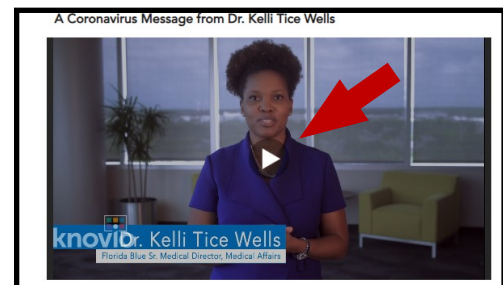 A Coronavirus Message from Dr. Kelli Tice Wells
knovio
Dr. Kelli Tice Wells
Florida Blue Sr. Medical Director, Medical Affairs